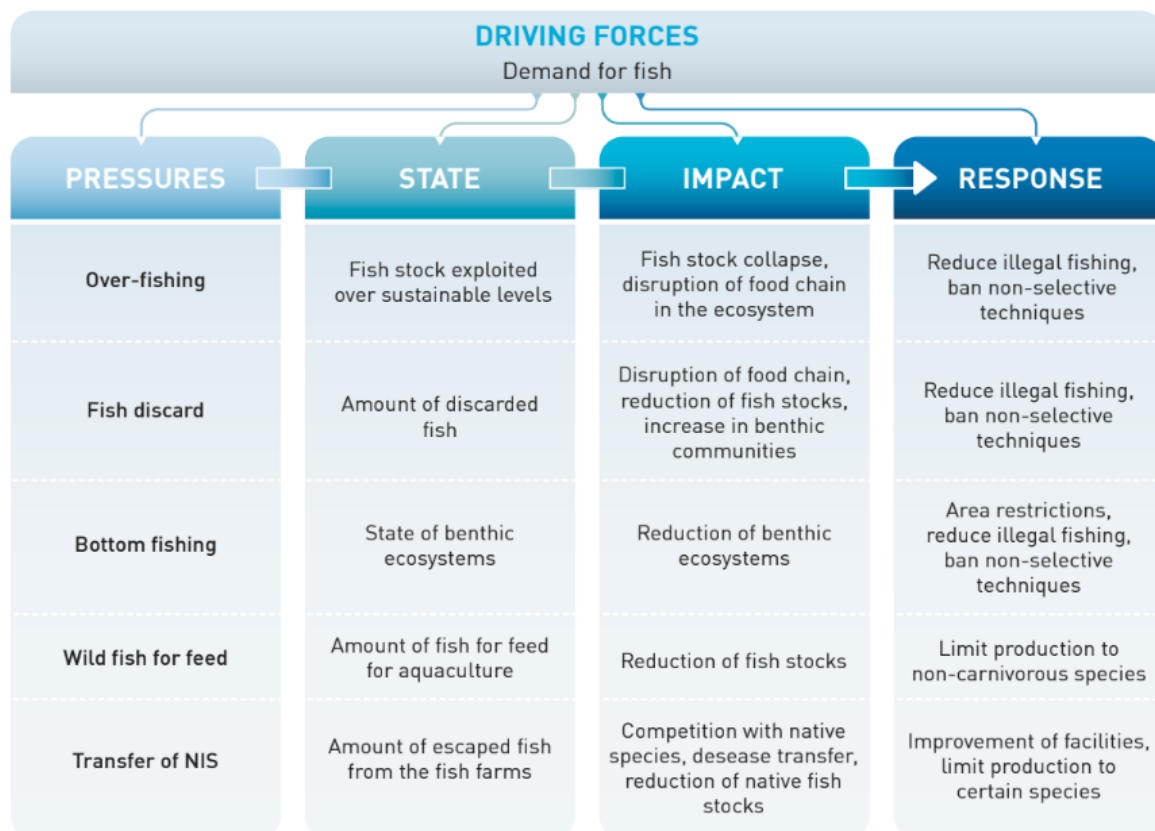 DRIVING FORCES
Demand for fish
PRESSURES
STATE
IMPACT
RESPONSE
Over-fishing
Fish stock exploited
over sustainable levels
Fish stock collapse,
disruption of food chain
in the ecosystem
Reduce illegal fishing,
ban non-selective
techniques
Fish discard
Amount of discarded
fish
Disruption of food chain,
reduction of fish stocks,
increase in benthic
communities
Reduce illegal fishing,
ban non-selective
techniques
Bottom fishing
State of benthic
ecosystems
Reduction of benthic
ecosystems
Area restrictions,
reduce illegal fishing,
ban non-selective
techniques
Wild fish for feed
Amount of fish for feed
for aquaculture
Reduction of fish stocks
Limit production to
non-carnivorous species
Transfer of NIS
Amount of escaped fish
from the fish farms
Competition with native
species, desease transfer,
reduction of native fish
stocks
Improvement of facilities,
limit production to
certain species